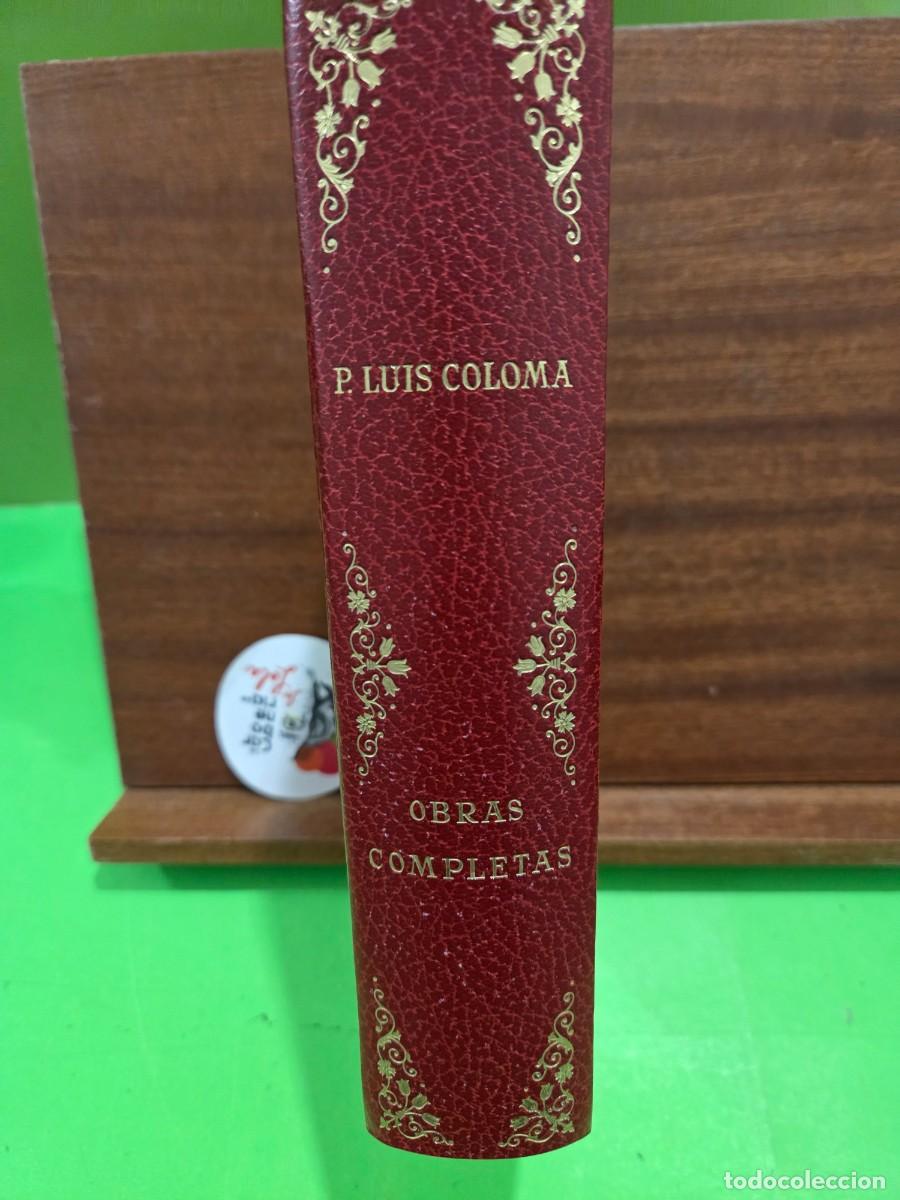 P. LUIS COLOMA
OBRAS
COMPLETAS
todocoleccion